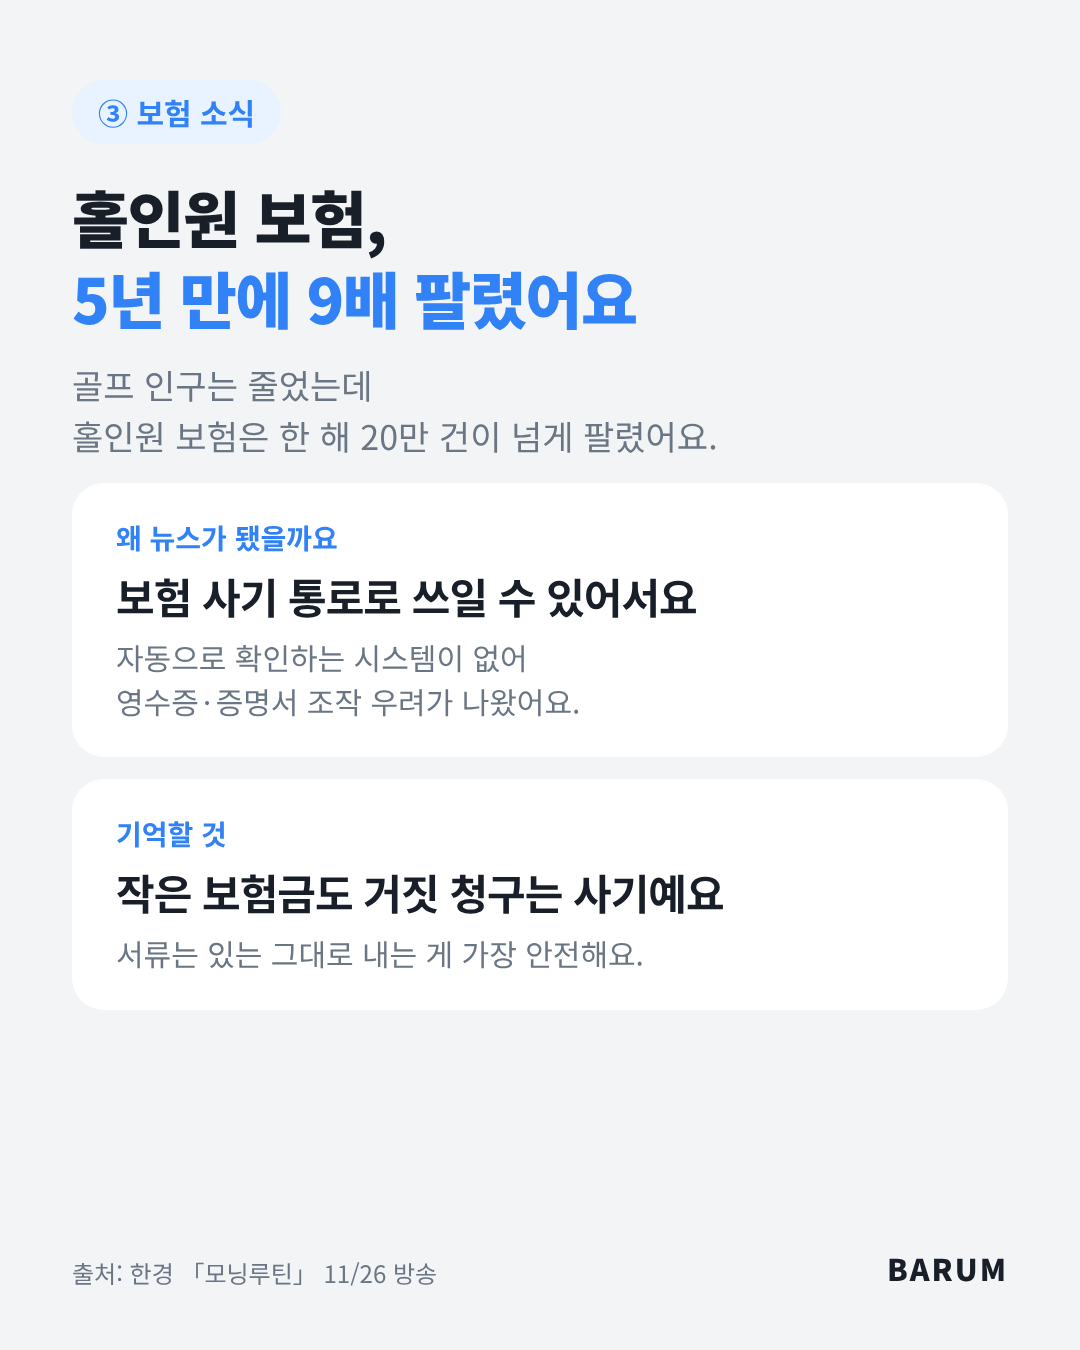 ③ 보험 소식
홀인원 보험,
5년 만에 9배 팔렸어요
골프 인구는 줄었는데
홀인원 보험은 한 해 20만 건이 넘게 팔렸어요.
왜 뉴스가 됐을까요
보험 사기 통로로 쓰일 수 있어서요
자동으로 확인하는 시스템이 없어
영수증·증명서 조작 우려가 나왔어요.
기억할 것
작은 보험금도 거짓 청구는 사기예요
서류는 있는 그대로 내는 게 가장 안전해요.
출처: 한경 「모닝루틴」 11/26 방송
BARUM